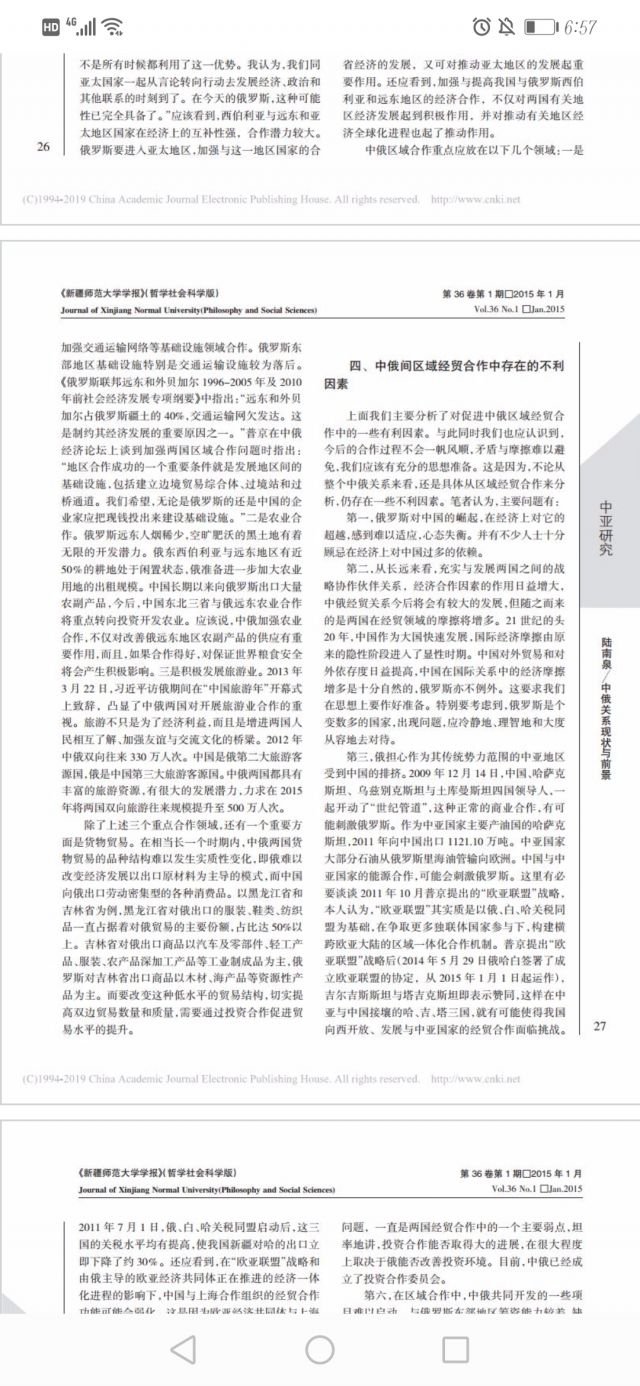 HD 4G 6:57
不是所有时候都利用了这一优势。我认为,我们同
亚太国家一起从言论转向行动去发展经济、政治和
其他联系的时刻到了。在今天的俄罗斯,这种可能
性已完全具备了。”应该看到,西伯利亚与远东和亚
太地区国家在经济上的互补性强，合作潜力大。
俄罗斯要进入亚太地区,加强与这一地区国家的合
26
省经济的发展，又可对推动亚太地区的发展起重
要作用。还应看到,加强与提高我国与俄罗斯西伯
利亚和远东地区的经济合作，不仅对两国有关地
区经济发展起到积极作用，并对推动有关地区经
济全球化进程也起了推动作用。
中俄区域合作重点应放在以下几个领域:一是
(C)1994-2019 China Academic Journal Electronic Publishing House. All rights reserved. http://www.cnki.net
《新疆师范大学学报》(哲学社会科学版)
Journal of Xinjiang Normal University(Philosophy and Social Sciences)
第 36 卷第 1 期□2015 年 1 月
Vol.36 No.1 □Jan.2015
加强交通运输网络等基础设施领域合作。俄罗斯东
部地区基础设施特别是交通运输设施较为落后。
《俄罗斯联邦远东和外贝加尔 1996-2005 年及 2010
年前社会经济发展专项纲要》中指出:“远东和外贝
加尔占俄罗斯疆土的 40%,交通运输网欠发达。这
是制约其经济发展的重要原因之一。”普京在中俄
经济论坛上谈到加强两国区域合作问题时指出:
“地区合作成功的一个重要条件就是发展地区间的
基础设施,包括建立边境贸易综合体、过境站和过
桥通道。我们希望,无论是俄罗斯的还是中国的企
业家应把现钱投出来建设基础设施。”二是农业合
作。俄罗斯远东人烟稀少,空旷肥沃的黑土地有着
无限的开发潜力。俄东西伯利亚与远东地区有近
50%的耕地处于闲置状态,俄准备进一步加大农业
用地的出租规模。中国长期以来向俄罗斯出口大量
农副产品,今后,中国东北三省与俄远东农业合作
将重点转向投资开发农业。应该说,中俄加强农业
合作,不仅对改善俄远东地区农副产品的供应有重
要作用,而且,如果合作得好,对保证世界粮食安全
将会产生积极影响。三是积极发展旅游业。2013 年
3 月 22 日,习近平访俄期间在“中国旅游年”开幕式
上致辞，凸显了中俄两国对开展旅游业合作的重
视。旅游不只是为了经济利益,而且是增进两国人
民相互了解、加强友谊与交流文化的桥梁。2012 年
中俄双向往来 330 万人次。中国是俄第二大旅游客
源国,俄是中国第三大旅游客源国。中俄两国都具有
丰富的旅游资源,有很大的发展潜力,力求在 2015
年将两国双向旅游往来规模提升至 500 万人次。
除了上述三个重点合作领域,还有一个重要方
面是货物贸易。在相当长一个时期内,中俄两国货
物贸易的品种结构难以发生实质性变化,即俄难以
改变经济发展以出口原材料为主导的模式,而中国
向俄出口劳动密集型的各种消费品。以黑龙江省和
吉林省为例,黑龙江省对俄出口的服装、鞋类、纺织
品一直占据着对俄贸易的主要份额,占比达 50%以
上。吉林省对俄出口商品以汽车及零部件、轻工产
品、服装、农产品深加工产品等工业制成品为主,俄
罗斯对吉林省出口商品以木材、海产品等资源性产
品为主。而要改变这种低水平的贸易结构,切实提
高双边贸易数量和质量,需要通过投资合作促进贸
易水平的提升。
四、中俄间区域经贸合作中存在的不利
因素
上面我们主要分析了对促进中俄区域经贸合
作中的一些有利因素。与此同时我们也应认识到,
今后的合作过程不会一帆风顺,矛盾与摩擦难以避
免,我们应该有充分的思想准备。这是因为,不论从
整个中俄关系来看,还是具体从区域经贸合作来分
析,仍存在一些不利因素。笔者认为,主要问题有:
第一,俄罗斯对中国的崛起,在经济上对它的
超越,感到难以适应,心态失衡。并有不少人士十分
顾忌在经济上对中国过多的依赖。
第二,从长远来看,充实与发展两国之间的战
略协作伙伴关系，经济合作因素的作用日益增大,
中俄经贸关系今后将会有较大的发展,但随之而来
的是两国在经贸领域的摩擦将增多。21 世纪的头
20 年,中国作为大国快速发展,国际经济摩擦由原
来的隐性阶段进入了显性时期。中国对外贸易和对
外依存度日益提高,中国在国际关系中的经济摩擦
增多是十分自然的,俄罗斯亦不例外。这要求我们
在思想上要作好准备。特别要考虑到,俄罗斯是个
变数多的国家,出现问题,应冷静地、理智地和大度
从容地去对待。
第三,俄担心作为其传统势力范围的中亚地区
受到中国的排挤。2009 年 12 月 14 日,中国、哈萨克
斯坦、乌兹别克斯坦与土库曼斯坦四国领导人,一
起开动了“世纪管道”,这种正常的商业合作,有可
能刺激俄罗斯。作为中亚国家主要产油国的哈萨克
斯坦,2011 年向中国出口 1121.10 万吨。中亚国家
大部分石油从俄罗斯里海油管输向欧洲。中国与中
亚国家的能源合作,可能会刺激俄罗斯。这里有必
要谈谈 2011 年 10 月普京提出的“欧亚联盟”战略,
本人认为,“欧亚联盟”其实质是以俄、白、哈关税同
盟为基础,在争取更多独联体国家参与下,构建横
跨欧亚大陆的区域一体化合作机制。普京提出“欧
亚联盟”战略后(2014 年 5 月 29 日俄哈白签署了成
立欧亚联盟的协定，从 2015 年 1 月 1 日起运作),
吉尔吉斯斯坦与塔吉克斯坦即表示赞同,这样在中
亚与中国接壤的哈、吉、塔三国,就有可能使得我国
向西开放、发展与中亚国家的经贸合作面临挑战。
中亚研究
陆南泉／中俄关系现状与前景
27
(C)1994-2019 China Academic Journal Electronic Publishing House. All rights reserved. http://www.cnki.net
《新疆师范大学学报》(哲学社会科学版)
Journal of Xinjiang Normal University(Philosophy and Social Sciences)
第 36 卷第 1 期□2015 年 1 月
Vol.36 No.1 □Jan.2015
2011 年 7 月 1 日,俄、白、哈关税同盟启动后,这三
国的关税水平均有提高,使我国新疆对哈的出口立
即下降了约 30%。还应看到,在“欧亚联盟”战略和
由俄主导的欧亚经济共同体正在推进的经济一体
化进程的影响下,中国与上海合作组织的经贸合作
功能可能会弱化。这是因为欧亚经济共同体与上海
问题，一直是两国经贸合作中的一个主要弱点,坦
率地讲,投资合作能否取得大的进展,在很大程度
上取决于俄能否改善投资环境。目前,中俄已经成
立了投资合作委员会。
第六,在区域合作中,中俄共同开发的一些项
目难以启动,与俄罗斯东部地区筹资能力较差、缺